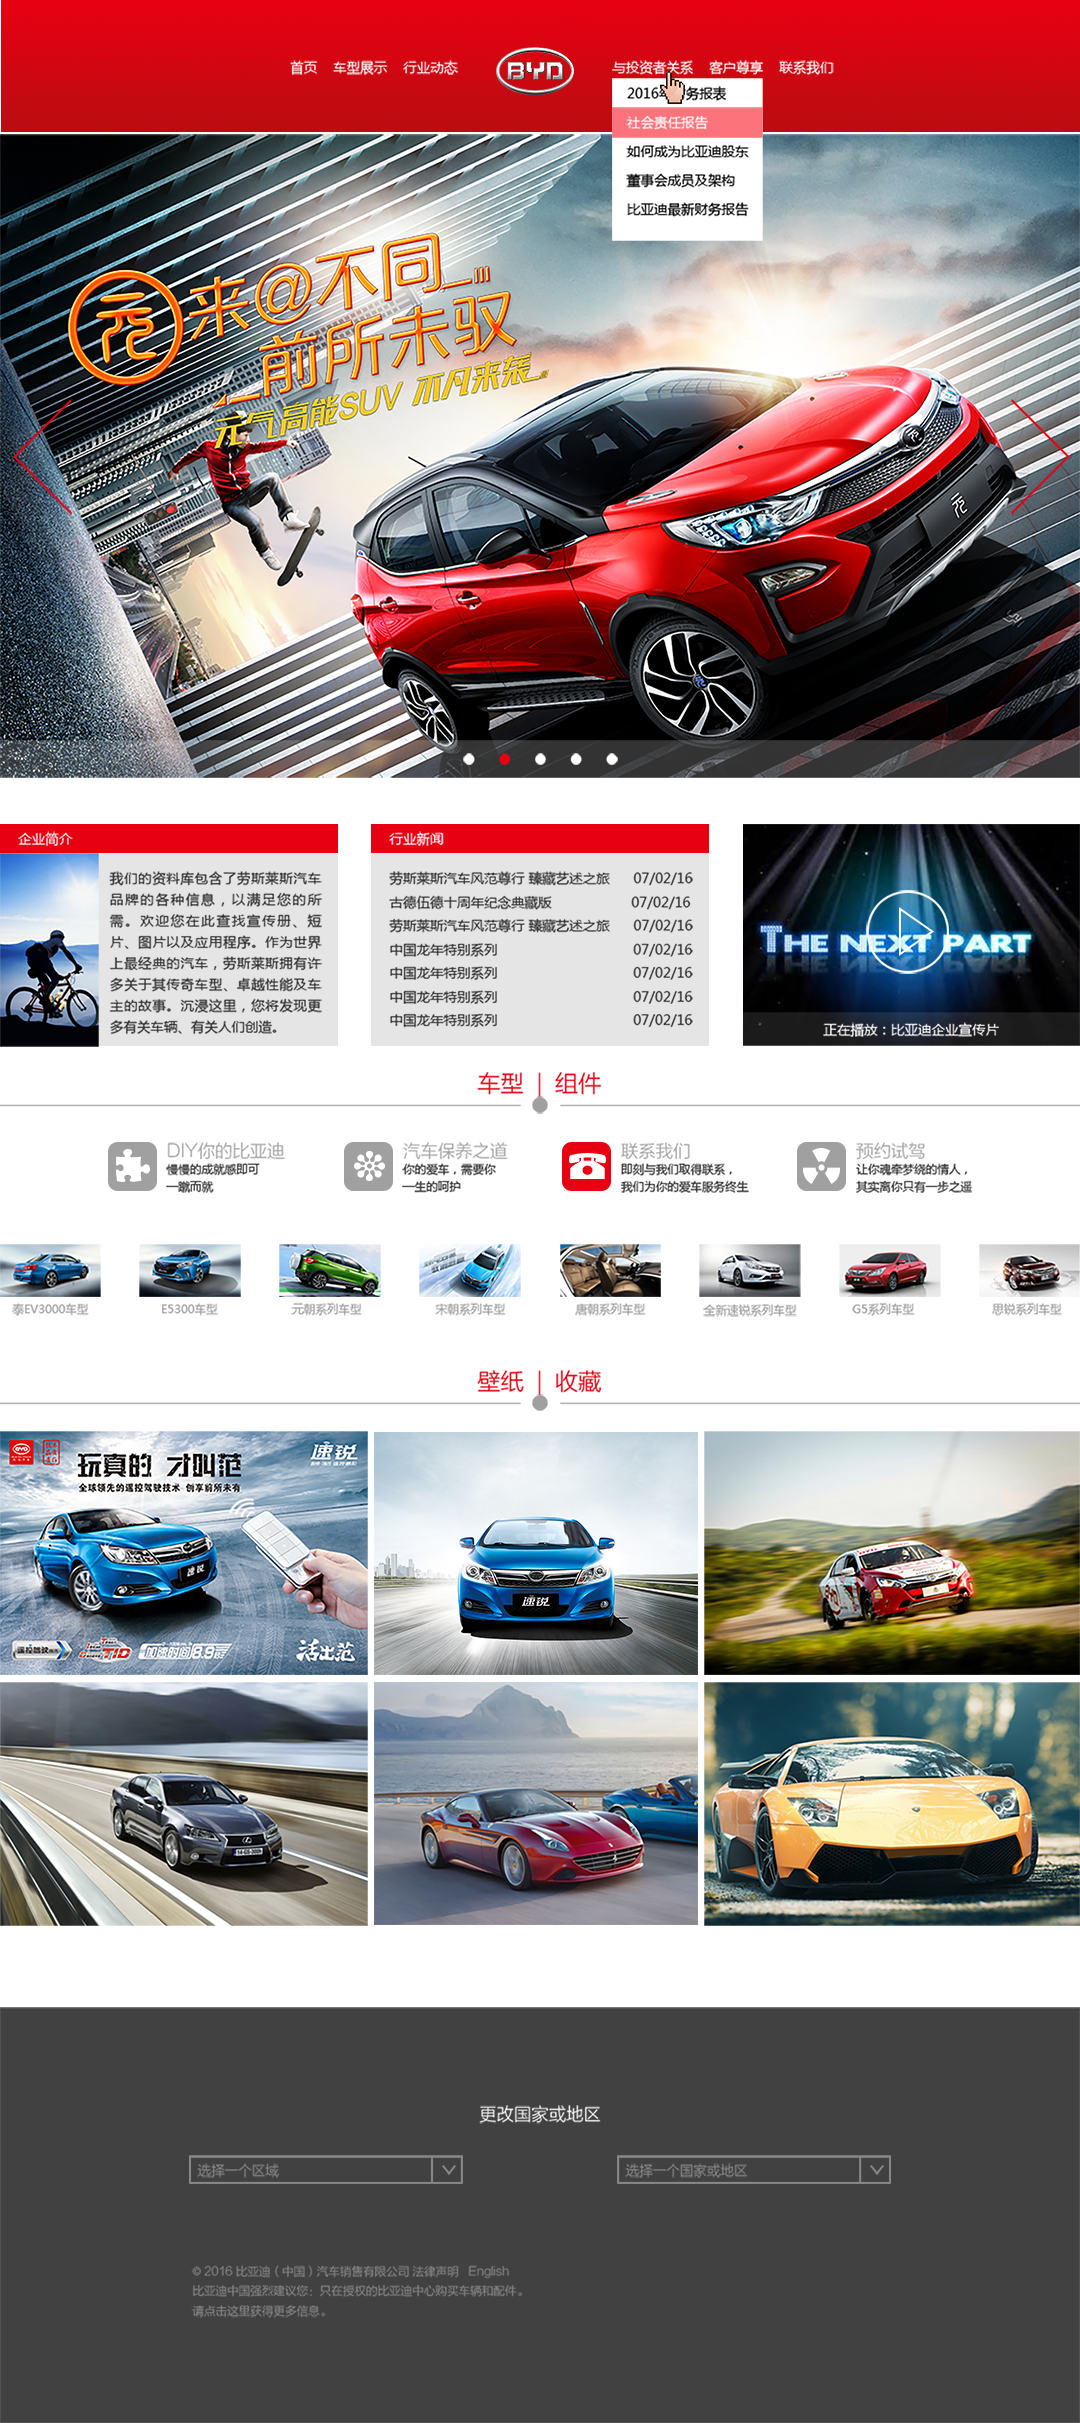 首页 车型展示 行业动态 BYD 与投资者关系 客户尊享 联系我们
2016年 务报表
社会责任报告
如何成为比亚迪股东
董事会成员及架构
比亚迪最新财务报告
元来@不同
前所未驭
元气高能SUV 不凡来袭
元
企业简介
我们的资料库包含了劳斯莱斯汽车
品牌的各种信息，以满足您的所
需。欢迎您在此查找宣传册、短
片、图片以及应用程序。作为世界
上最经典的汽车，劳斯莱斯拥有许
多关于其传奇车型、卓越性能及车
主的故事。沉浸这里，您将发现更
多有关车辆、有关人们创造。
行业新闻
劳斯莱斯汽车风范尊行 臻藏艺述之旅 07/02/16
古德伍德十周年纪念典藏版 07/02/16
劳斯莱斯汽车风范尊行 臻藏艺述之旅 07/02/16
中国龙年特别系列 07/02/16
中国龙年特别系列 07/02/16
中国龙年特别系列 07/02/16
中国龙年特别系列 07/02/16
THE NEXT PART
正在播放：比亚迪企业宣传片
车型 | 组件
DIY你的比亚迪
慢慢的成就感即可
一蹴而就
汽车保养之道
你的爱车，需要你
一生的呵护
联系我们
即刻与我们取得联系，
我们为你的爱车服务终生
预约试驾
让你魂牵梦绕的情人，
其实离你只有一步之遥
泰EV3000车型 E5300车型 元朝系列车型 宋朝系列车型 唐朝系列车型 全新速锐系列车型 G5系列车型 思锐系列车型
壁纸 | 收藏
玩真的 才叫范
全球领先的遥控驾驶技术 创享前所未有
速锐
速锐
遥控驾驶
TID
加速时间8.9
活出范
速锐
更改国家或地区
选择一个区域
选择一个国家或地区
© 2016 比亚迪（中国）汽车销售有限公司 法律声明 English
比亚迪中国强烈建议您：只在授权的比亚迪中心购买车辆和配件。
请点击这里获得更多信息。